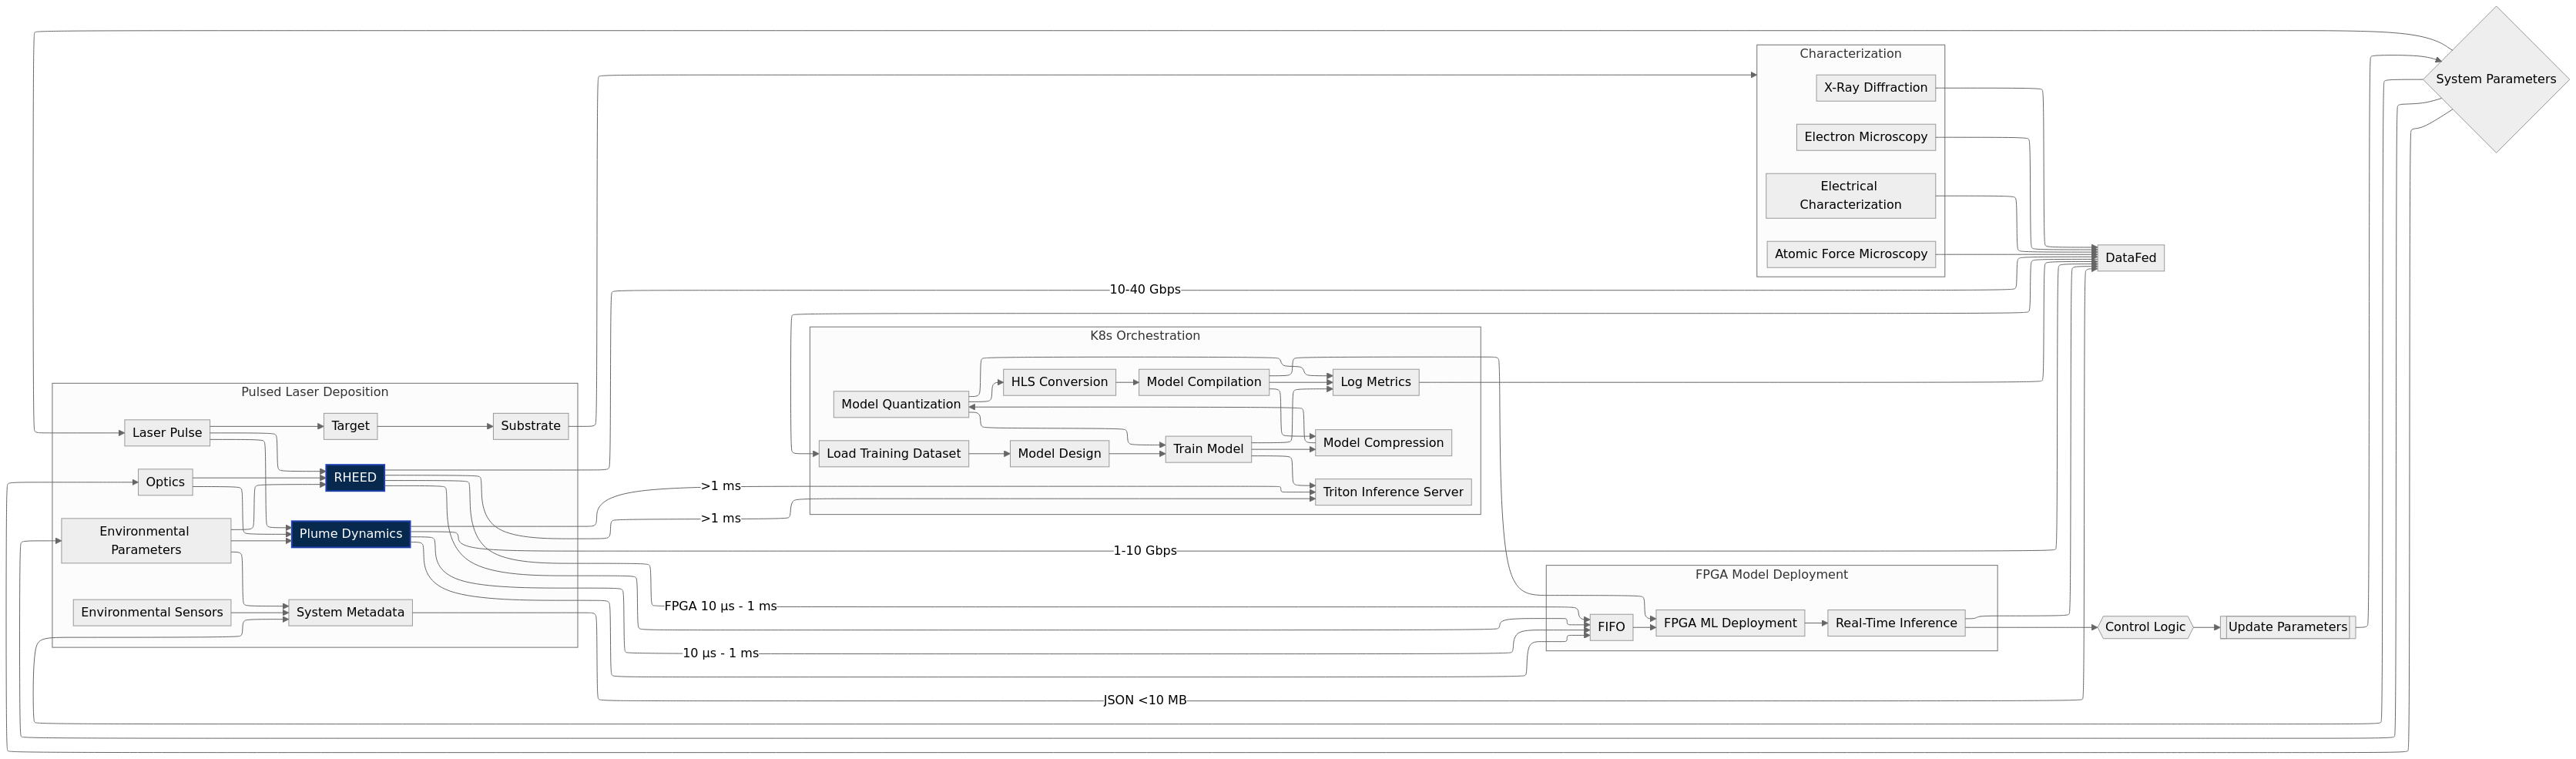 System Parameters
Characterization
X-Ray Diffraction
Electron Microscopy
Electrical
Characterization
Atomic Force Microscopy
DataFed
10-40 Gbps
K8s Orchestration
HLS Conversion
Model Compilation
Log Metrics
Model Quantization
Model Compression
Load Training Dataset
Model Design
Train Model
Triton Inference Server
Pulsed Laser Deposition
Laser Pulse
Target
Substrate
Optics
RHEED
Environmental
Parameters
Plume Dynamics
Environmental Sensors
System Metadata
>1 ms
>1 ms
1-10 Gbps
FPGA 10 µs - 1 ms
10 µs - 1 ms
JSON <10 MB
FPGA Model Deployment
FIFO
FPGA ML Deployment
Real-Time Inference
Control Logic
Update Parameters